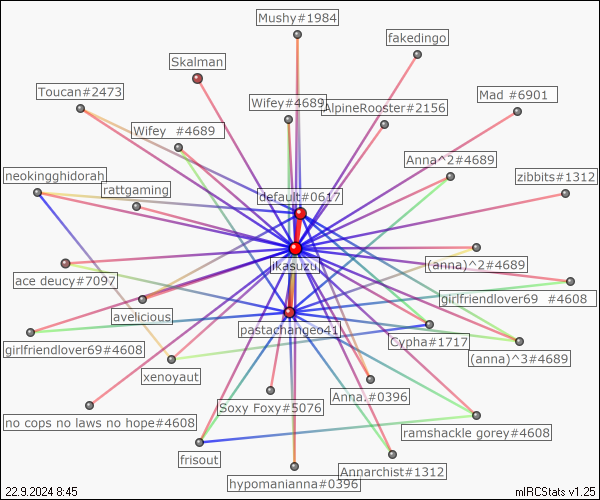 Mushy#1984
fakedingo
Skalman
Toucan#2473
Wifey#4689
AlpineRooster#2156
Mad #6901
Wifey #4689
Anna^2#4689
neokingghidorah
rattgaming
default#0617
zibbits#1312
ikasuzu
(anna)^2#4689
ace deucy#7097
girlfriendlover69 #4608
avelicious
pastachangeo41
Cypha#1717
girlfriendlover69#4608
(anna)^3#4689
xenoyaut
Anna.#0396
Soxy Foxy#5076
no cops no laws no hope#4608
ramshackle gorey#4608
frisout
Annarchist#1312
hypomanianna#0396
22.9.2024 8:45
mIRCStats v1.25